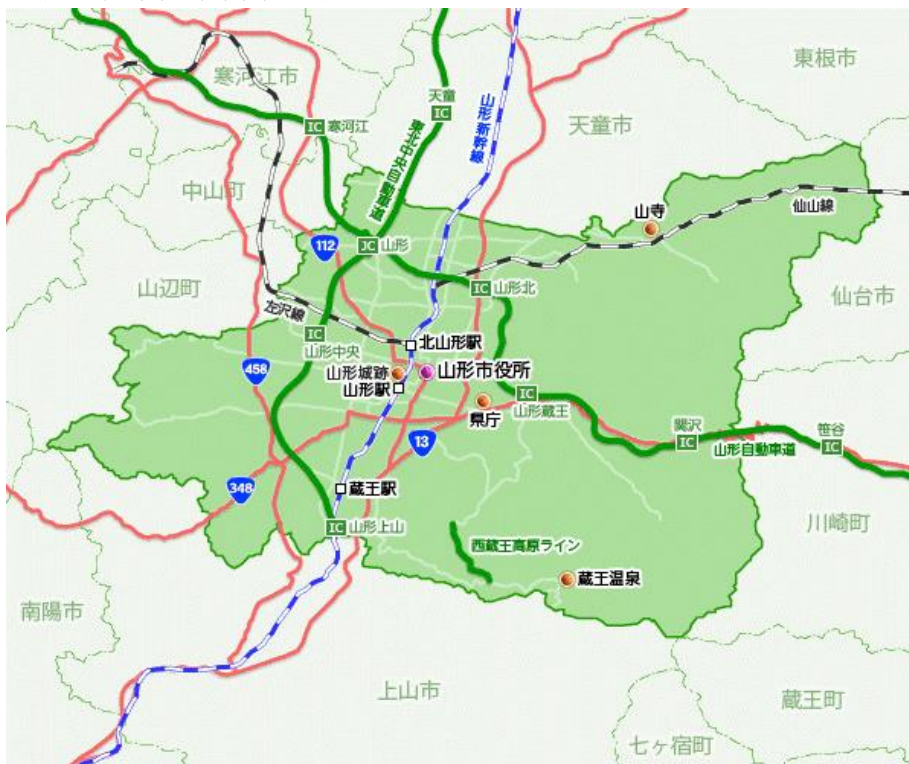 東根市
寒河江市
天童
IC
山形新幹線
天童市
IC 寒河江
東北中央自動車道
中山町
山寺
仙山線
112
JC 山形
山辺町
IC 山形北
仙台市
左沢線
IC
山形中央
北山形駅
458
山形城跡
山形市役所
山形駅
IC
山形蔵王
県庁
13
関沢
IC
笹谷
IC
山形自動車道
348
蔵王駅
IC 山形上山
川崎町
西蔵王高原ライン
蔵王温泉
南陽市
上山市
蔵王町
七ヶ宿町